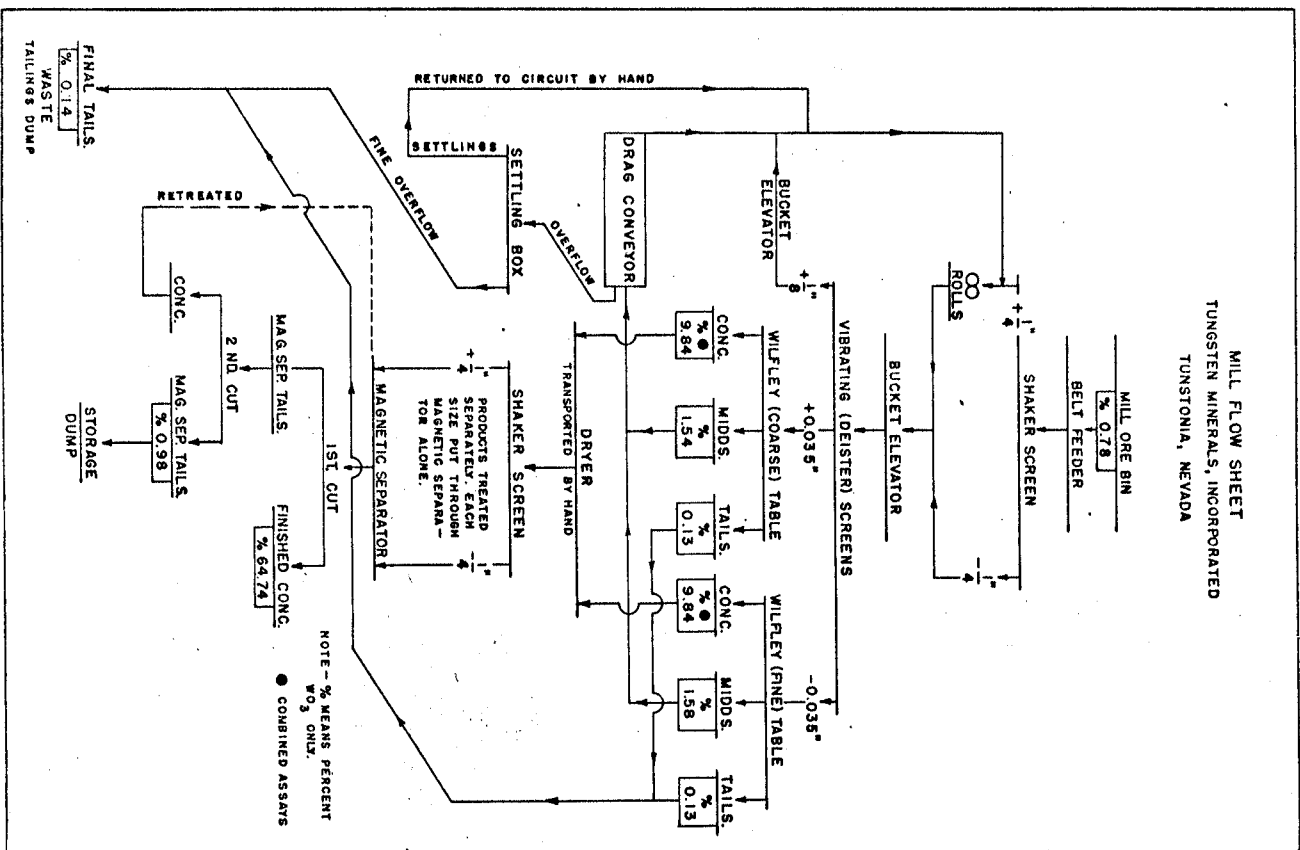 MILL FLOW SHEET
TUNGSTEN MINERALS, INCORPORATED
TUNSTONIA, NEVADA
MILL ORE BIN
% 0.78
BELT FEEDER
SHAKER SCREEN
+ 1/4"
- 1/4"
ROLLS
BUCKET ELEVATOR
VIBRATING (DEISTER) SCREENS
+ 1/8"
+0.035"
-0.035"
BUCKET
ELEVATOR
WILFLEY (COARSE) TABLE
WILFLEY (FINE) TABLE
CONC.
% ●
9.84
MIDDS.
%
1.54
TAILS.
%
0.13
CONC.
% ●
9.84
MIDDS.
%
1.58
TAILS.
%
0.13
DRAG CONVEYOR
OVERFLOW
TRANSPORTED BY HAND
DRYER
SETTLING BOX
SETTLINGS
RETURNED TO CIRCUIT BY HAND
FINE OVERFLOW
SHAKER SCREEN
+ 1/4"
- 1/4"
PRODUCTS TREATED
SEPARATELY. EACH
SIZE PUT THROUGH
MAGNETIC SEPARA-
TOR ALONE.
MAGNETIC SEPARATOR
1ST. CUT
MAG. SEP. TAILS.
FINISHED CONC.
% 64.74
2 ND. CUT
RETREATED
CONC.
MAG. SEP. TAILS.
% 0.98
STORAGE
DUMP
FINAL TAILS.
% 0.14
WASTE
TAILINGS DUMP
NOTE - % MEANS PERCENT
WO3 ONLY.
● COMBINED ASSAYS